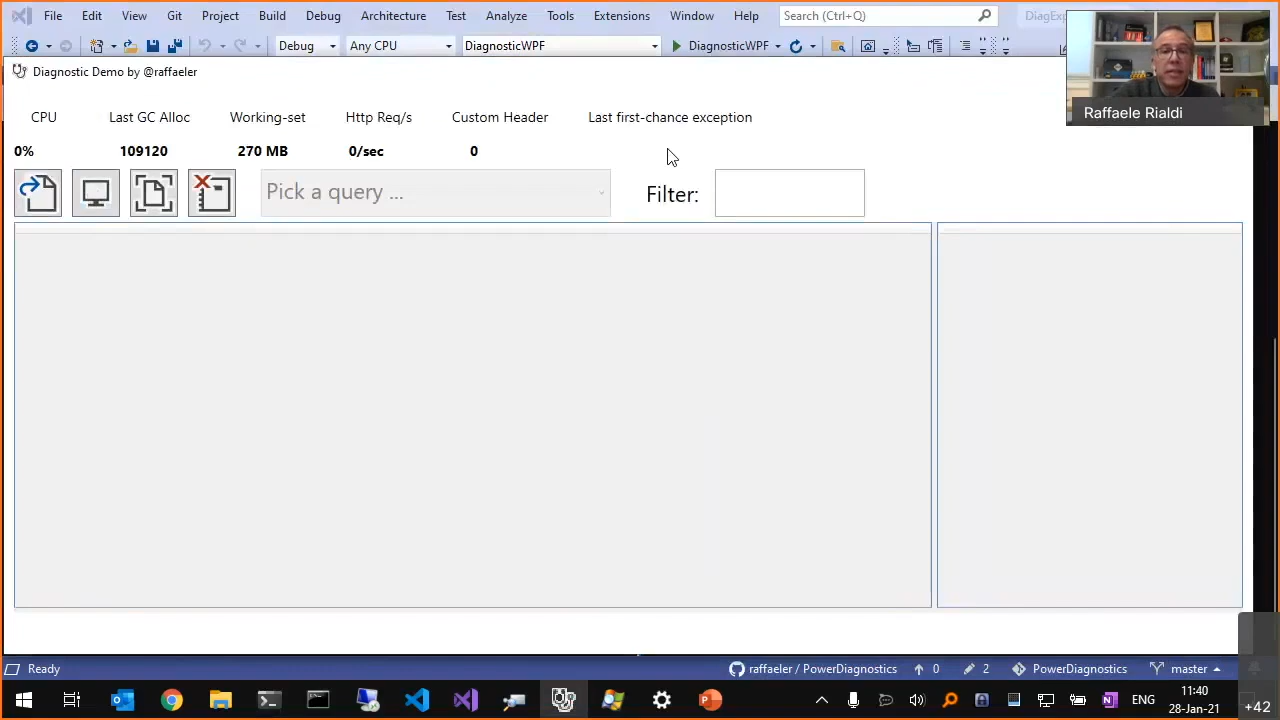 File Edit View Git Project Build Debug Architecture Test Analyze Tools Extensions Window Help Search (Ctrl+Q)
Debug Any CPU DiagnosticWPF DiagnosticWPF
Diagnostic Demo by @raffaeler
Raffaele Rialdi
CPU Last GC Alloc Working-set Http Req/s Custom Header Last first-chance exception
0% 109120 270 MB 0/sec 0
Pick a query ... Filter:
Ready raffaeler / PowerDiagnostics 0 2 PowerDiagnostics master
ENG 11:40
28-Jan-21
+42